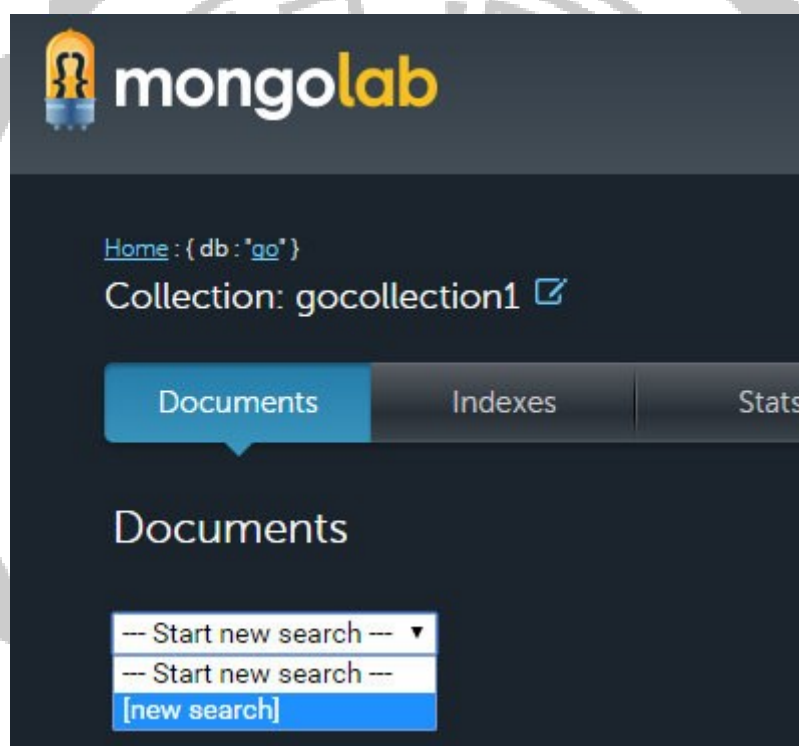 mongolab
Home : { db : "go" }
Collection: gocollection1
Documents Indexes Stats
Documents
--- Start new search ---
--- Start new search ---
[new search]